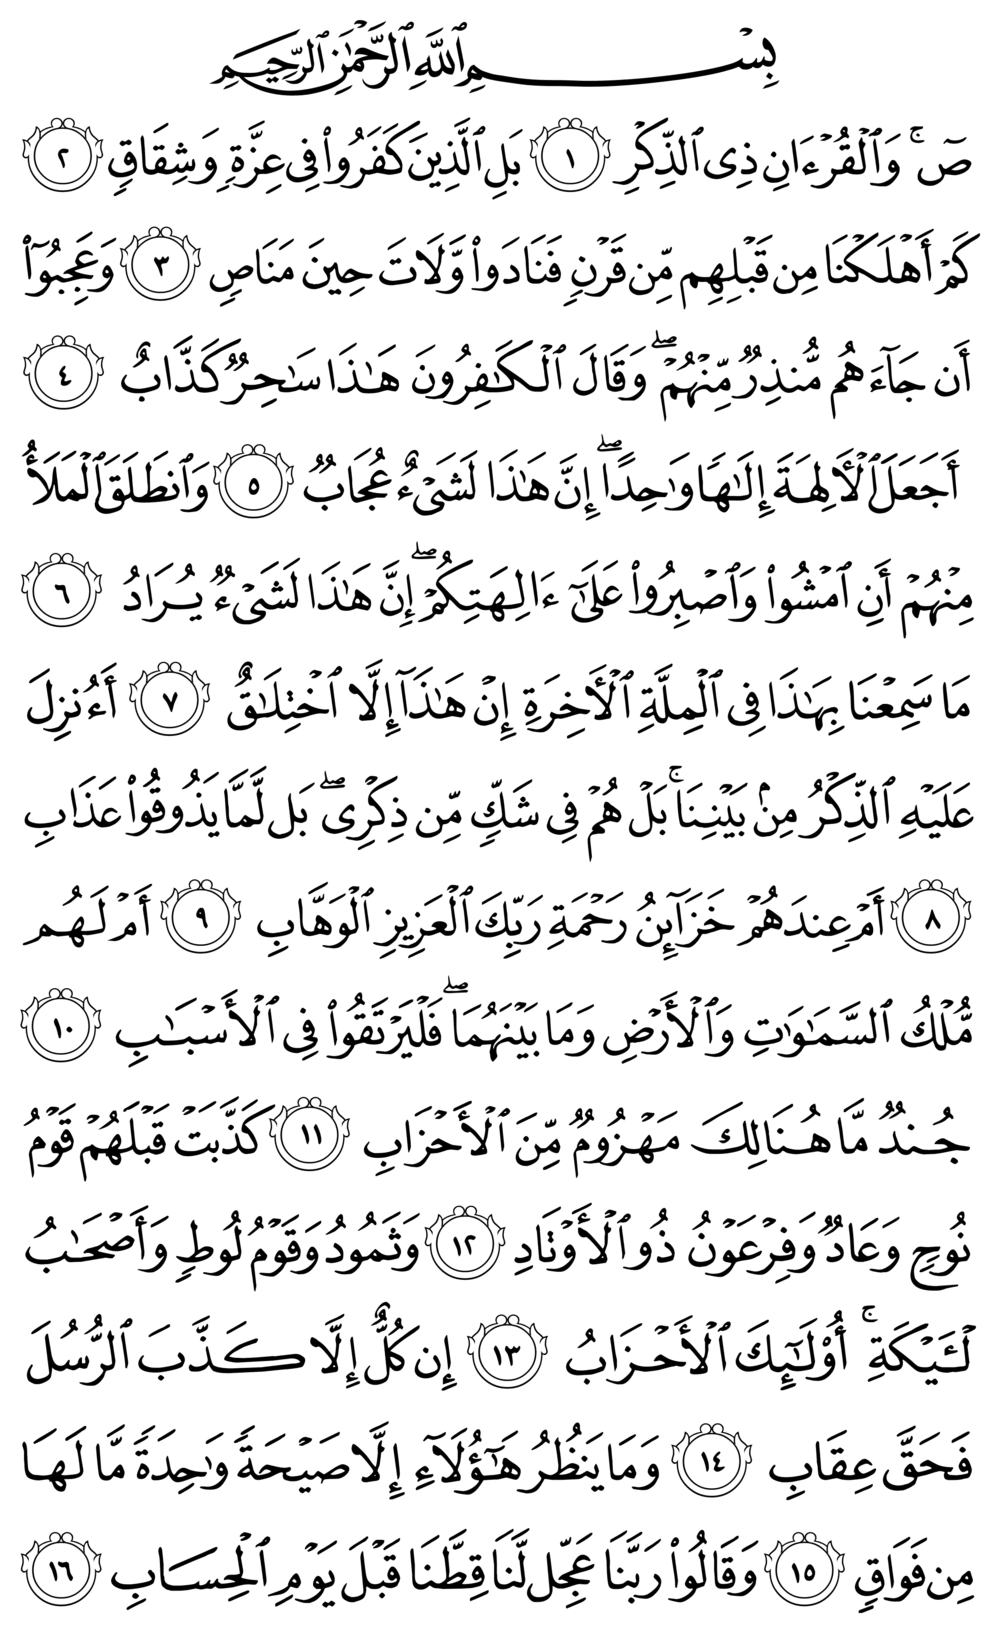 بِسۡمِ ٱللَّهِ ٱلرَّحۡمَٰنِ ٱلرَّحِيمِ
صٓۚ وَٱلۡقُرۡءَانِ ذِي ٱلذِّكۡرِ ١ بَلِ ٱلَّذِينَ كَفَرُواْ فِي عِزَّةٖ وَشِقَاقٖ ٢
كَمۡ أَهۡلَكۡنَا مِن قَبۡلِهِم مِّن قَرۡنٖ فَنَادَواْ وَّلَاتَ حِينَ مَنَاصٖ ٣ وَعَجِبُوٓاْ
أَن جَآءَهُم مُّنذِرٞ مِّنۡهُمۡۖ وَقَالَ ٱلۡكَٰفِرُونَ هَٰذَا سَٰحِرٞ كَذَّابٌ ٤
أَجَعَلَ ٱلۡأٓلِهَةَ إِلَٰهٗا وَٰحِدًاۖ إِنَّ هَٰذَا لَشَيۡءٌ عُجَابٞ ٥ وَٱنطَلَقَ ٱلۡمَلَأُ
مِنۡهُمۡ أَنِ ٱمۡشُواْ وَٱصۡبِرُواْ عَلَىٰٓ ءَالِهَتِكُمۡۖ إِنَّ هَٰذَا لَشَيۡءٞ يُرَادُ ٦
مَا سَمِعۡنَا بِهَٰذَا فِي ٱلۡمِلَّةِ ٱلۡأٓخِرَةِ إِنۡ هَٰذَآ إِلَّا ٱخۡتِلَٰقٌ ٧ أَءُنزِلَ
عَلَيۡهِ ٱلذِّكۡرُ مِنۢ بَيۡنِنَاۚ بَلۡ هُمۡ فِي شَكّٖ مِّن ذِكۡرِيۖ بَل لَّمَّا يَذُوقُواْ عَذَابِ
٨ أَمۡ عِندَهُمۡ خَزَآئِنُ رَحۡمَةِ رَبِّكَ ٱلۡعَزِيزِ ٱلۡوَهَّابِ ٩ أَمۡ لَهُم
مُّلۡكُ ٱلسَّمَٰوَٰتِ وَٱلۡأَرۡضِ وَمَا بَيۡنَهُمَاۖ فَلۡيَرۡتَقُواْ فِي ٱلۡأَسۡبَٰبِ ١٠
جُندٞ مَّا هُنَالِكَ مَهۡزُومٞ مِّنَ ٱلۡأَحۡزَابِ ١١ كَذَّبَتۡ قَبۡلَهُمۡ قَوۡمُ
نُوحٖ وَعَادٞ وَفِرۡعَوۡنُ ذُو ٱلۡأَوۡتَادِ ١٢ وَثَمُودُ وَقَوۡمُ لُوطٖ وَأَصۡحَٰبُ
لۡـَٔيۡكَةِۚ أُوْلَٰٓئِكَ ٱلۡأَحۡزَابُ ١٣ إِن كُلٌّ إِلَّا كَذَّبَ ٱلرُّسُلَ
فَحَقَّ عِقَابِ ١٤ وَمَا يَنظُرُ هَٰٓؤُلَآءِ إِلَّا صَيۡحَةٗ وَٰحِدَةٗ مَّا لَهَا
مِن فَوَاقٖ ١٥ وَقَالُواْ رَبَّنَا عَجِّل لَّنَا قِطَّنَا قَبۡلَ يَوۡمِ ٱلۡحِسَابِ ١٦